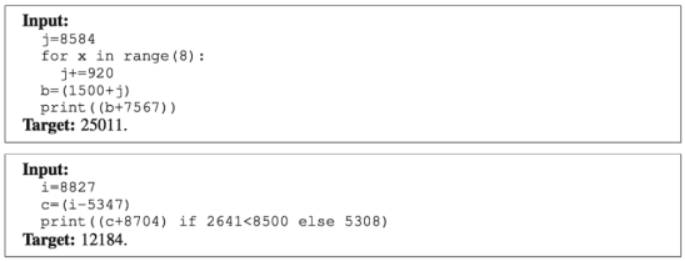 Input:
j=8584
for x in range(8):
j+=920
b=(1500+j)
print((b+7567))
Target: 25011.
Input:
i=8827
c=(i-5347)
print((c+8704) if 2641<8500 else 5308)
Target: 12184.